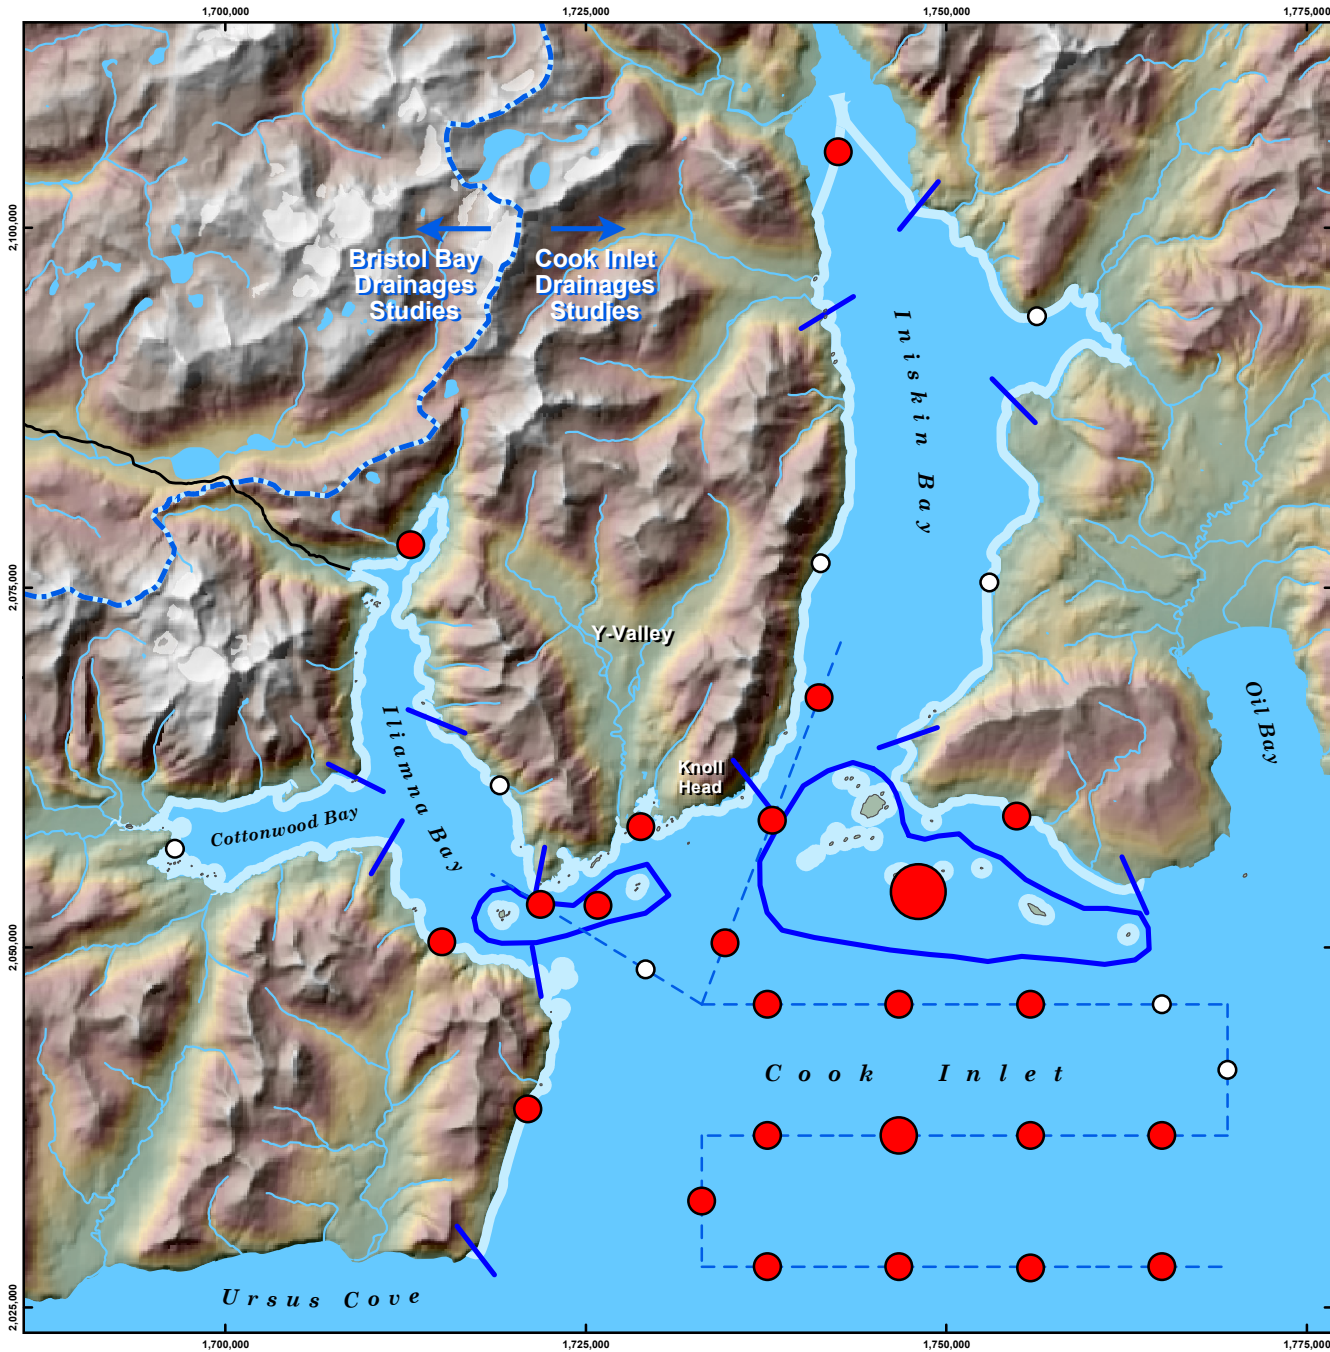 1,700,000
1,725,000
1,750,000
1,775,000
2,100,000
Bristol Bay
Drainages
Studies
Cook Inlet
Drainages
Studies
Iniskin Bay
2,075,000
Y-Valley
Oil Bay
Iliamna Bay
Knoll
Head
Cottonwood Bay
2,050,000
Cook Inlet
Ursus Cove
2,025,000
1,700,000
1,725,000
1,750,000
1,775,000